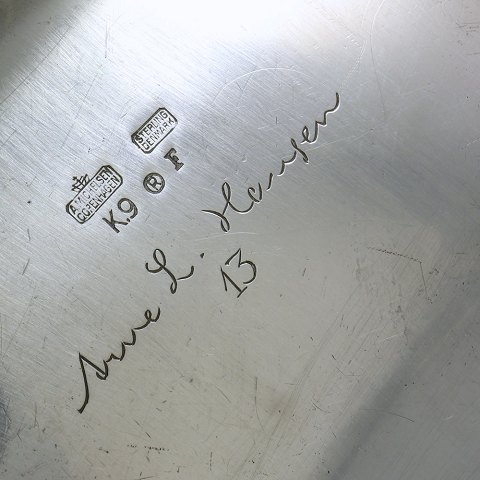 STERLING
DENMARK
A. MICHELSEN
COPENHAGEN
K.9 R F
Arne L. Hansen
13